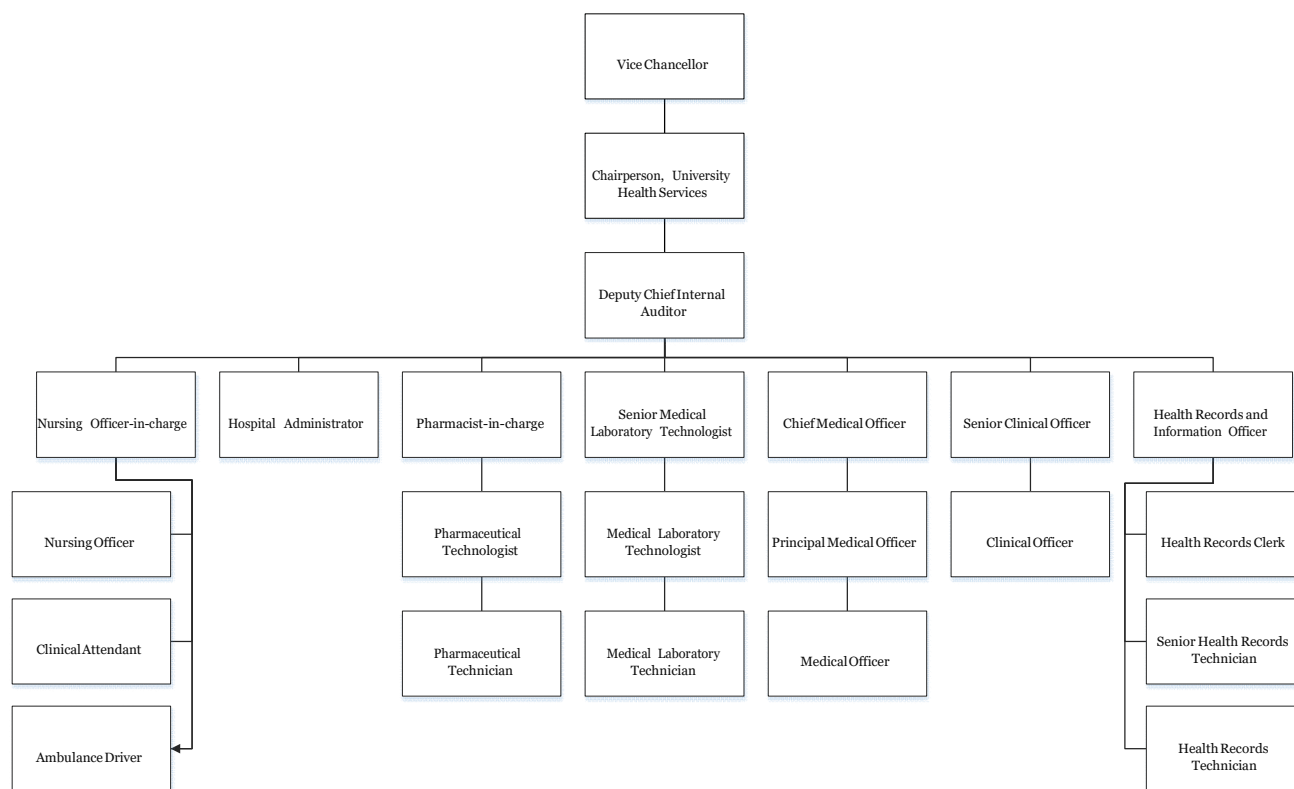 Vice Chancellor
Chairperson, University
Health Services
Deputy Chief Internal
Auditor
Nursing Officer-in-charge
Hospital Administrator
Pharmacist-in-charge
Senior Medical
Laboratory Technologist
Chief Medical Officer
Senior Clinical Officer
Health Records and
Information Officer
Nursing Officer
Pharmaceutical
Technologist
Medical Laboratory
Technologist
Principal Medical Officer
Clinical Officer
Health Records Clerk
Clinical Attendant
Pharmaceutical
Technician
Medical Laboratory
Technician
Medical Officer
Senior Health Records
Technician
Ambulance Driver
Health Records
Technician